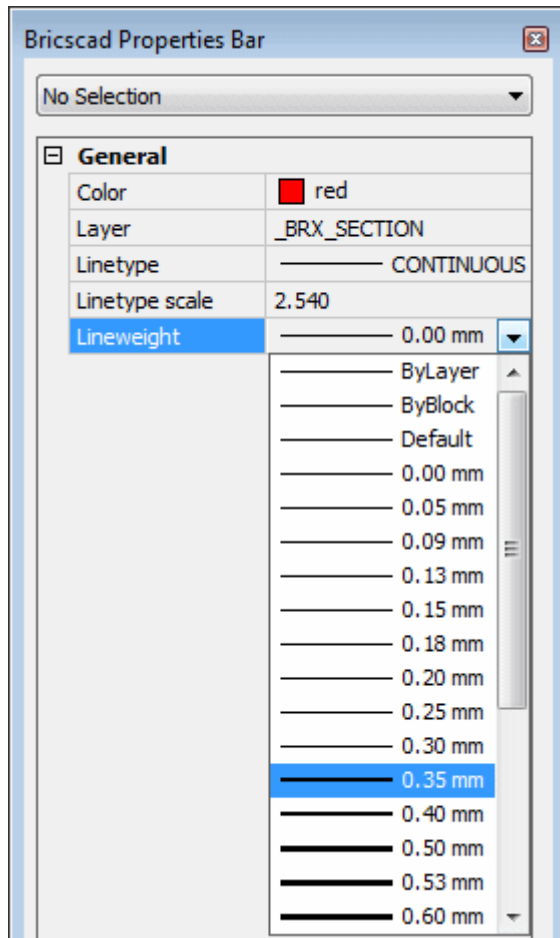 Bricscad Properties Bar
No Selection
General
Color red
Layer _BRX_SECTION
Linetype CONTINUOUS
Linetype scale 2.540
Lineweight 0.00 mm
ByLayer
ByBlock
Default
0.00 mm
0.05 mm
0.09 mm
0.13 mm
0.15 mm
0.18 mm
0.20 mm
0.25 mm
0.30 mm
0.35 mm
0.40 mm
0.50 mm
0.53 mm
0.60 mm